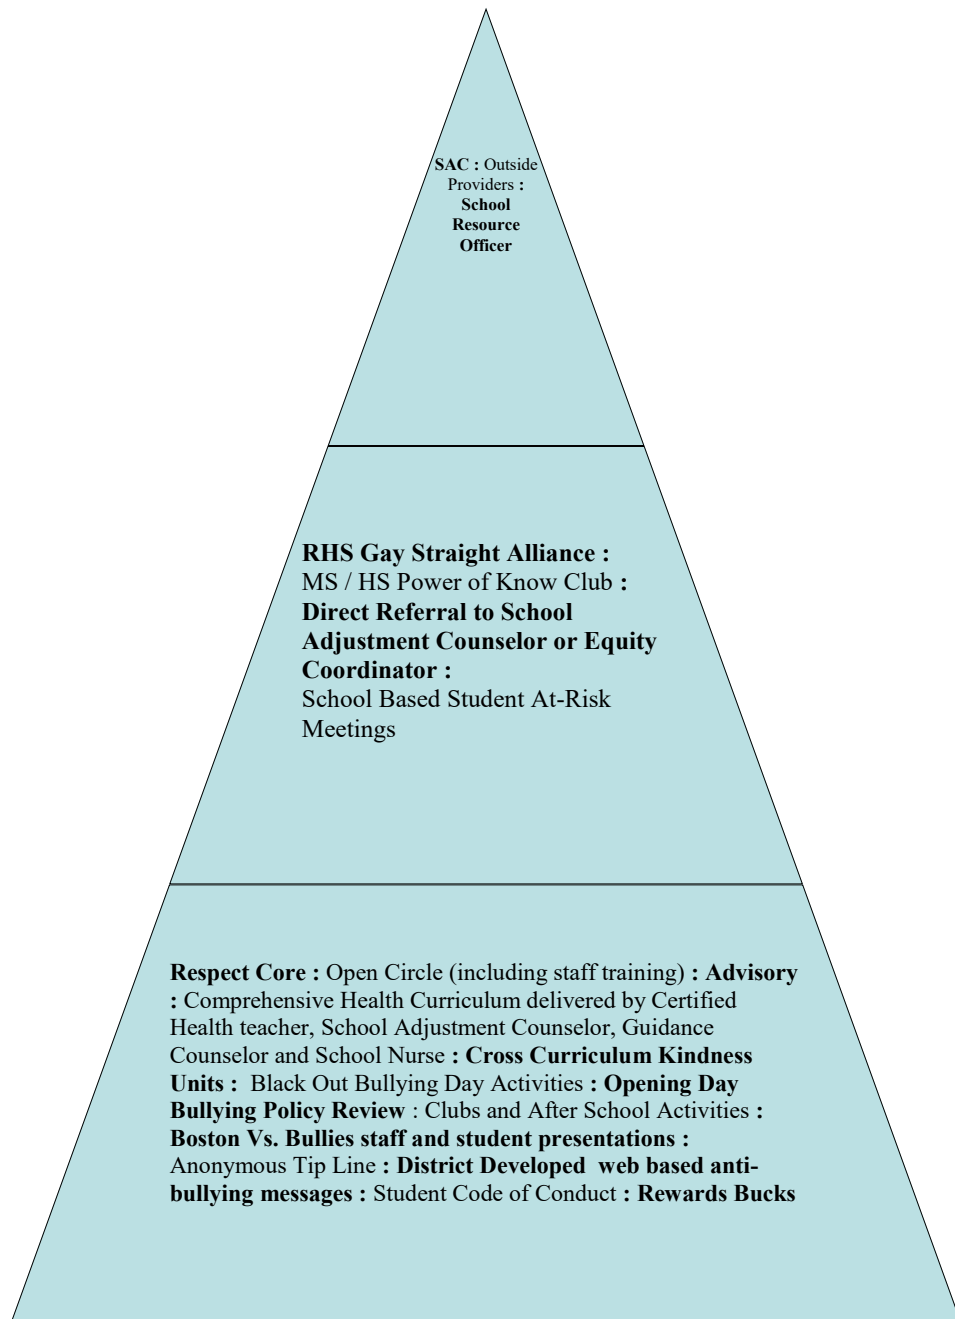 SAC : Outside
Providers :
School
Resource
Officer
RHS Gay Straight Alliance :
MS / HS Power of Know Club :
Direct Referral to School
Adjustment Counselor or Equity
Coordinator :
School Based Student At-Risk
Meetings
Respect Core : Open Circle (including staff training) : Advisory
: Comprehensive Health Curriculum delivered by Certified
Health teacher, School Adjustment Counselor, Guidance
Counselor and School Nurse : Cross Curriculum Kindness
Units :  Black Out Bullying Day Activities : Opening Day
Bullying Policy Review : Clubs and After School Activities :
Boston Vs. Bullies staff and student presentations :
Anonymous Tip Line : District Developed  web based anti-
bullying messages : Student Code of Conduct : Rewards Bucks